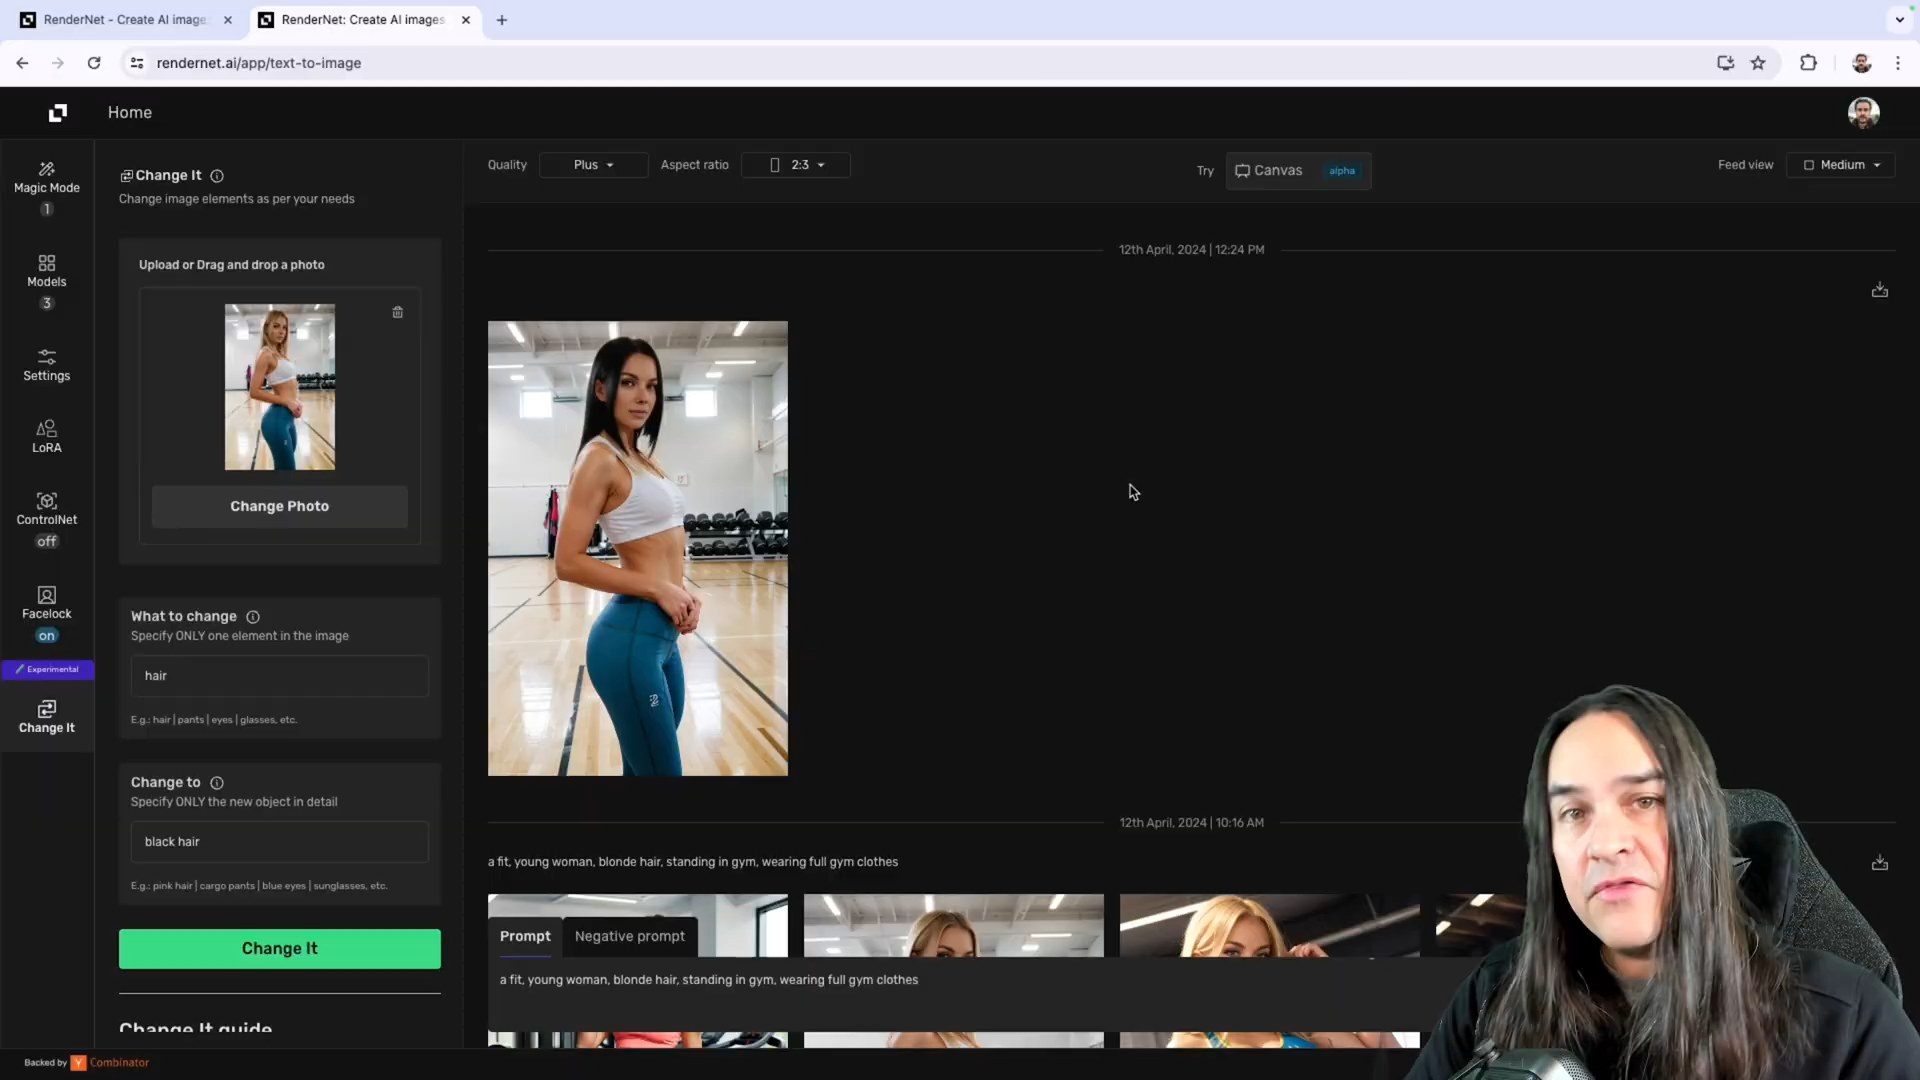 RenderNet - Create AI image
RenderNet: Create AI images
rendernet.ai/app/text-to-image
Home
Magic Mode
1
Models
3
Settings
LoRA
ControlNet
off
Facelock
on
Experimental
Change It
Change It
Change image elements as per your needs
Upload or Drag and drop a photo
Change Photo
What to change
Specify ONLY one element in the image
hair
E.g.: hair | pants | eyes | glasses, etc.
Change to
Specify ONLY the new object in detail
black hair
E.g.: pink hair | cargo pants | blue eyes | sunglasses, etc.
Change It
Change It guide
Quality Plus Aspect ratio 2:3
Try Canvas alpha
Feed view Medium
12th April, 2024 | 12:24 PM
12th April, 2024 | 10:16 AM
a fit, young woman, blonde hair, standing in gym, wearing full gym clothes
Prompt Negative prompt
a fit, young woman, blonde hair, standing in gym, wearing full gym clothes
Backed by Y Combinator